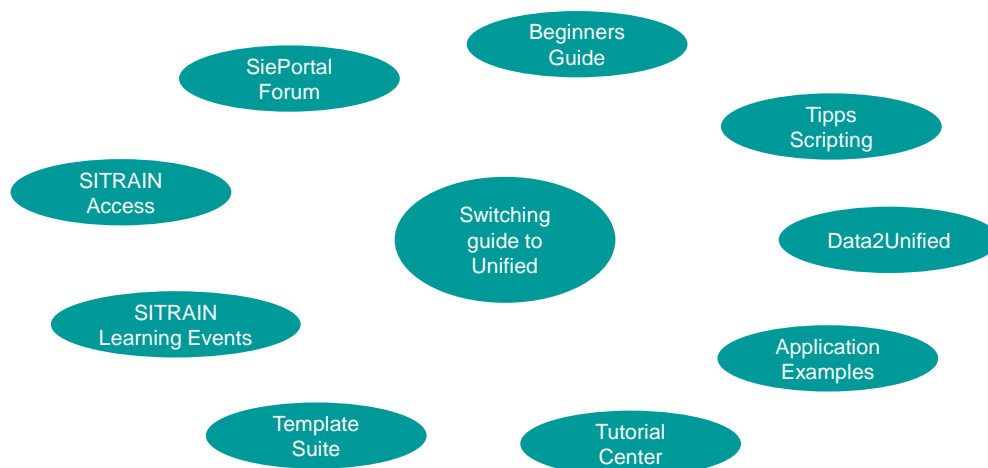 Beginners
Guide
SiePortal
Forum
Tipps
Scripting
SITRAIN
Access
Switching
guide to
Unified
Data2Unified
SITRAIN
Learning Events
Application
Examples
Template
Suite
Tutorial
Center